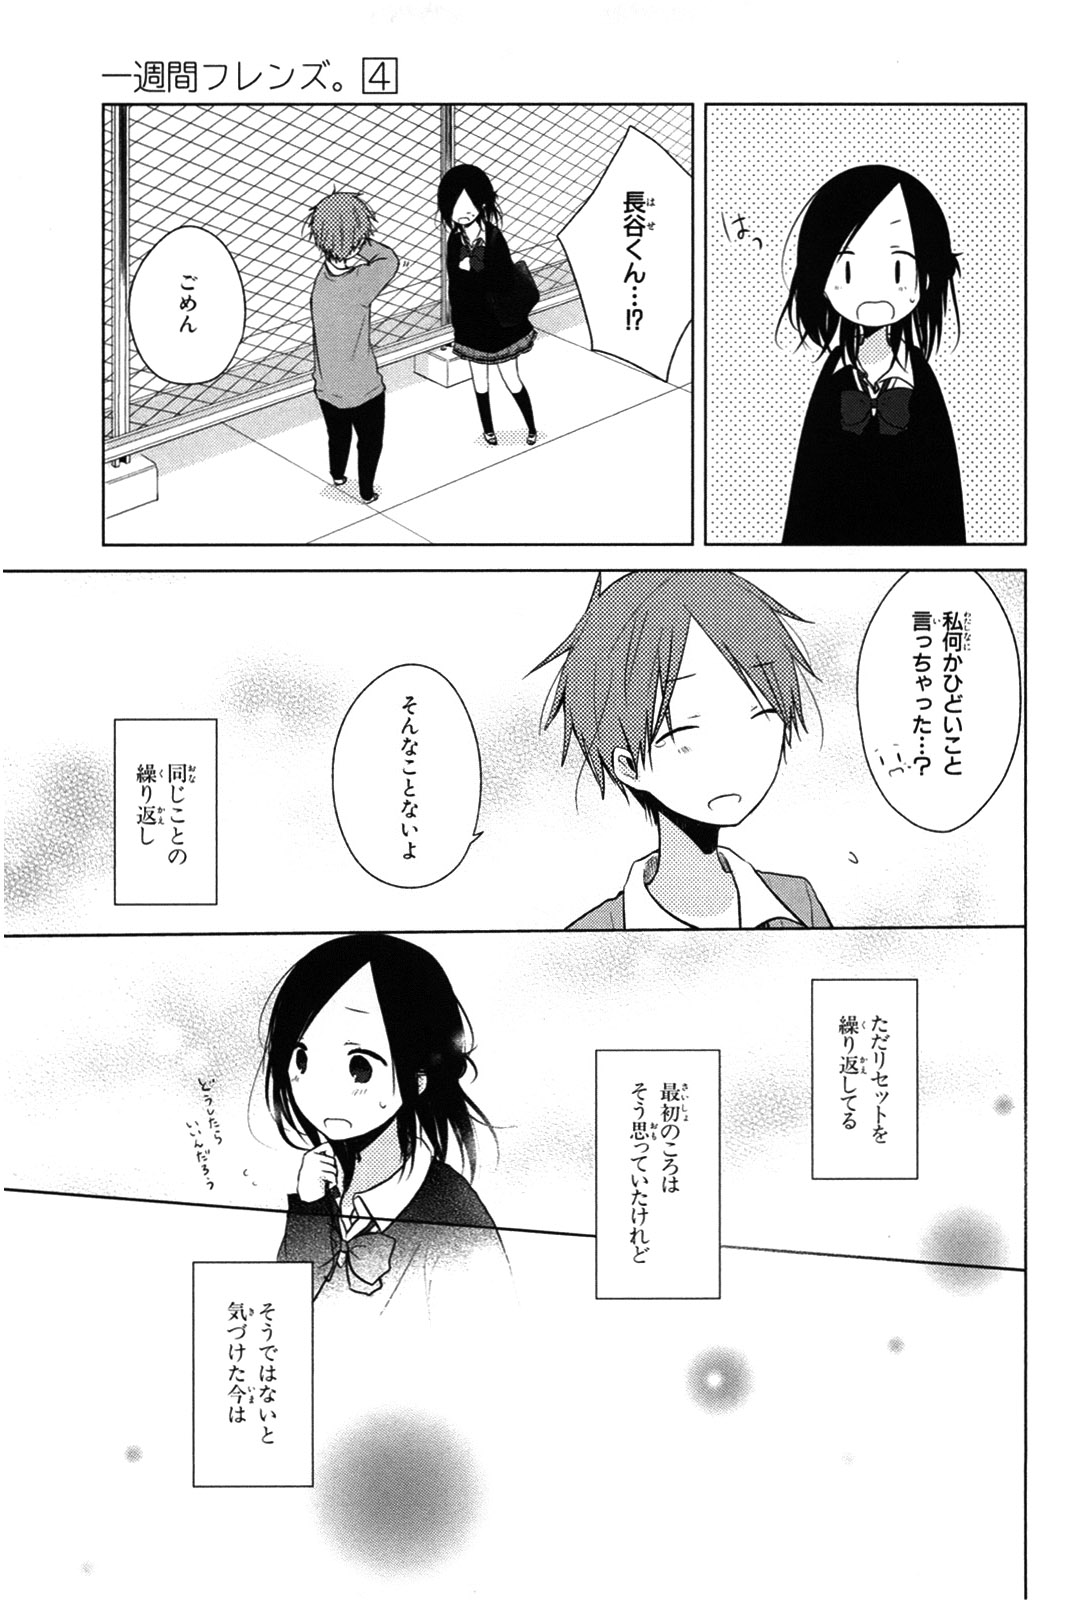 一週間フレンズ。4
はっ
長谷くん…!?
ごめん
私何かひどいこと
言っちゃった…?
そんなことないよ
同じことの
繰り返し
ただリセットを
繰り返してる
最初のころは
そう思っていたけれど
どうしたら
いいんだろう
そうではないと
気づけた今は